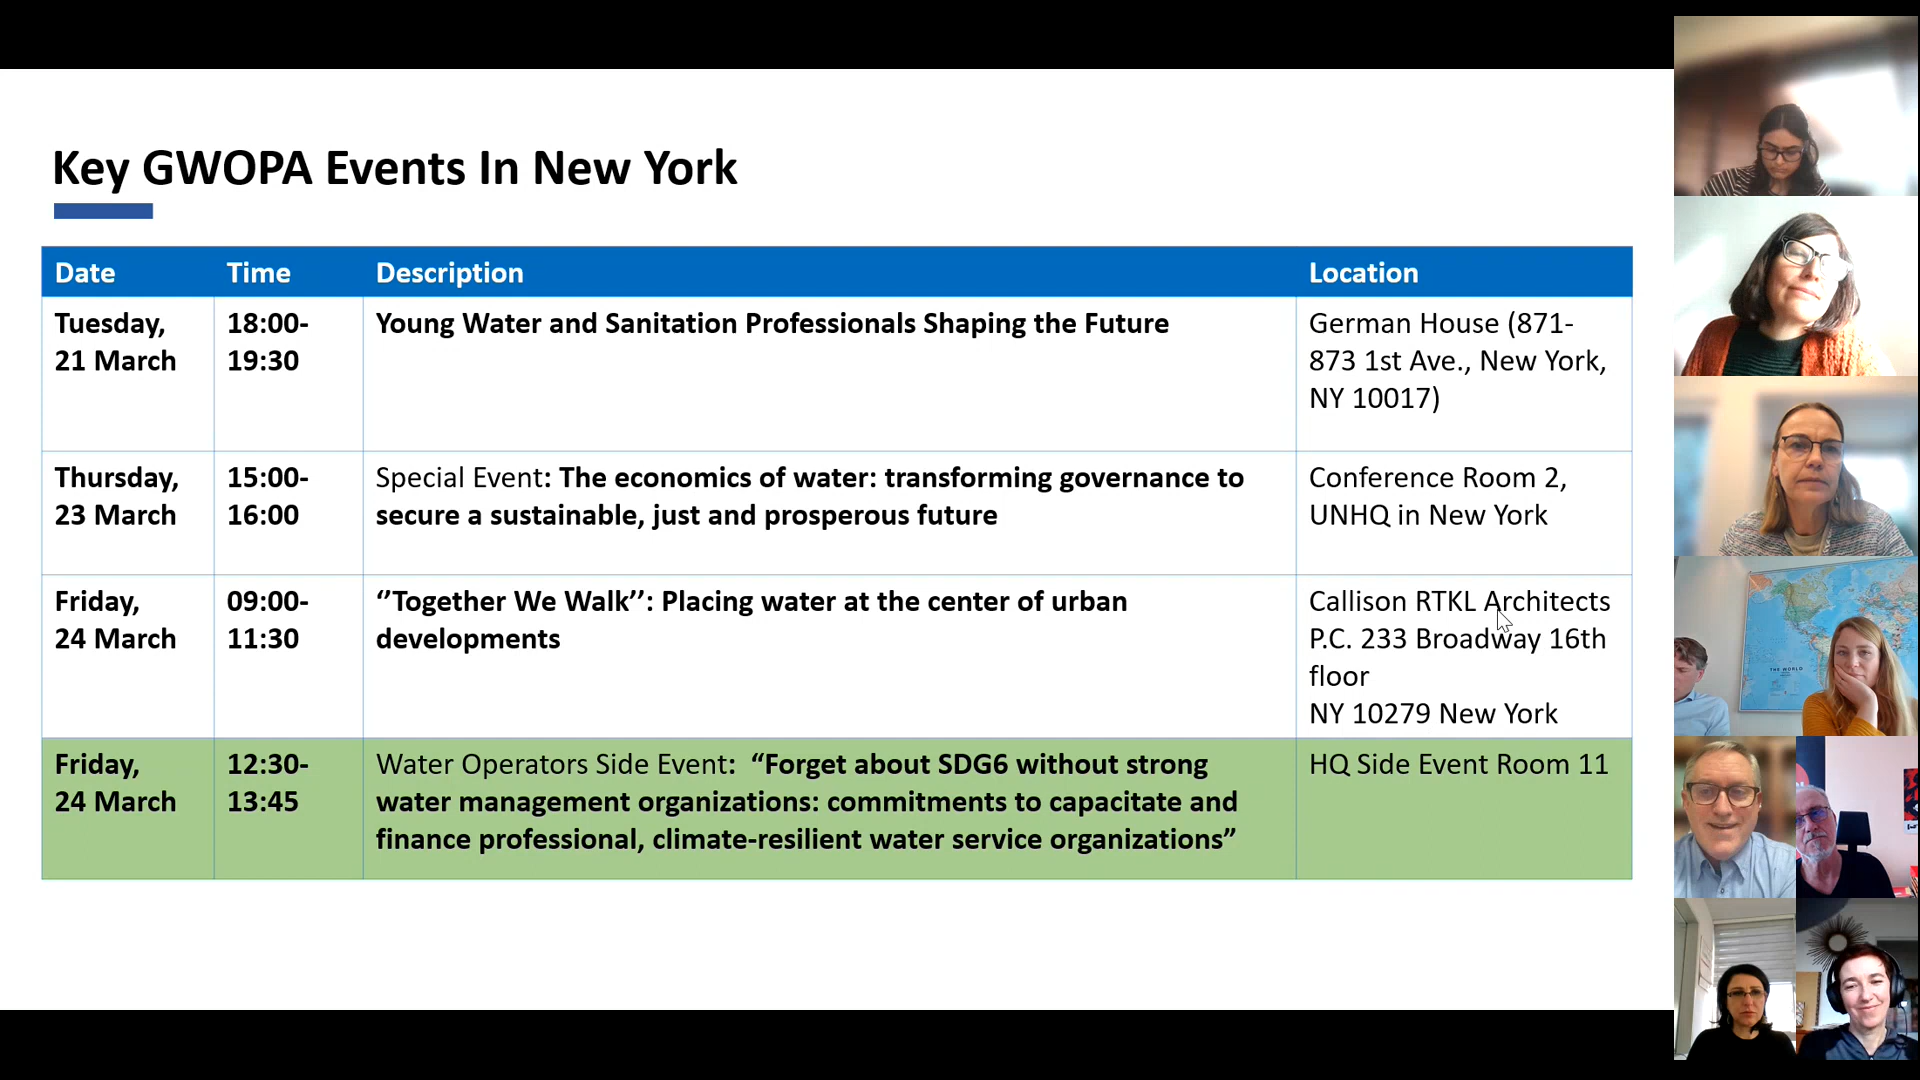 Key GWOPA Events In New York
Date Time Description Location
Tuesday,
21 March
18:00-
19:30
Young Water and Sanitation Professionals Shaping the Future
German House (871-
873 1st Ave., New York,
NY 10017)
Thursday,
23 March
15:00-
16:00
Special Event: The economics of water: transforming governance to
secure a sustainable, just and prosperous future
Conference Room 2,
UNHQ in New York
Friday,
24 March
09:00-
11:30
‘’Together We Walk’’: Placing water at the center of urban
developments
Callison RTKL Architects
P.C. 233 Broadway 16th
floor
NY 10279 New York
Friday,
24 March
12:30-
13:45
Water Operators Side Event:  “Forget about SDG6 without strong
water management organizations: commitments to capacitate and
finance professional, climate-resilient water service organizations”
HQ Side Event Room 11
THE WORLD